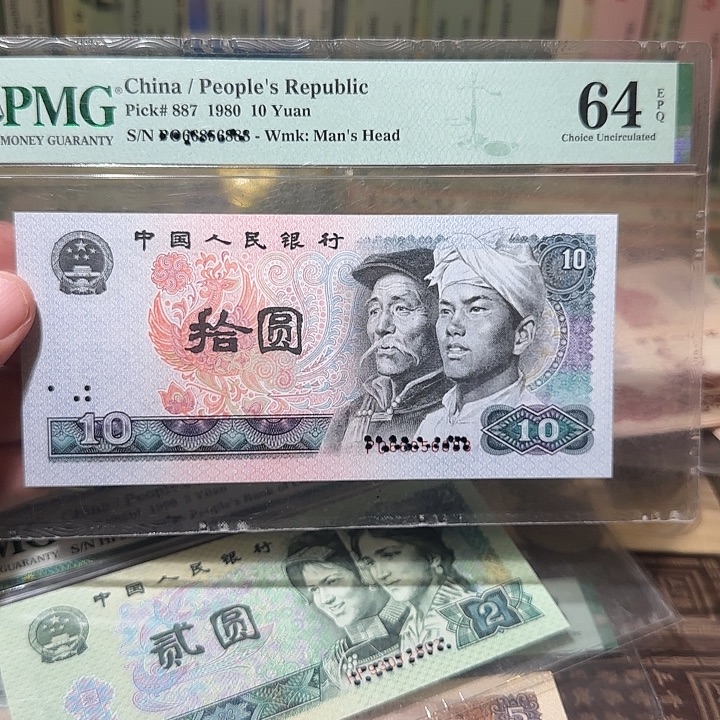 PMG
MONEY GUARANTY
China / People's Republic
Pick# 887 1980 10 Yuan
S/N - Wmk: Man's Head
64
EPQ
Choice Uncirculated
中国人民银行
10
拾圆
10
10
GUARANTY S/N
中国人民银行
贰圆
2
5